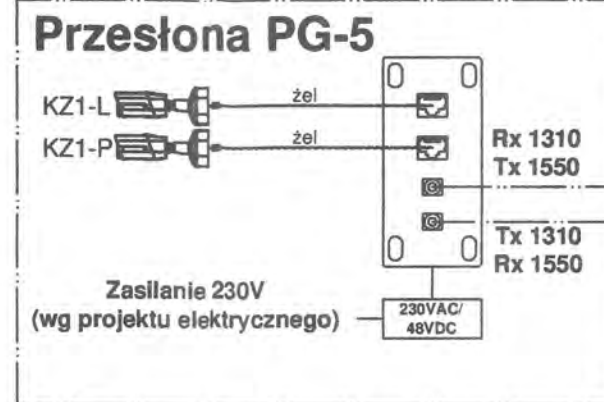 Przesłona PG-5
KZ1-L
żel
KZ1-P
żel
Rx 1310
Tx 1550
Tx 1310
Rx 1550
Zasilanie 230V
(wg projektu elektrycznego)
230VAC/
48VDC